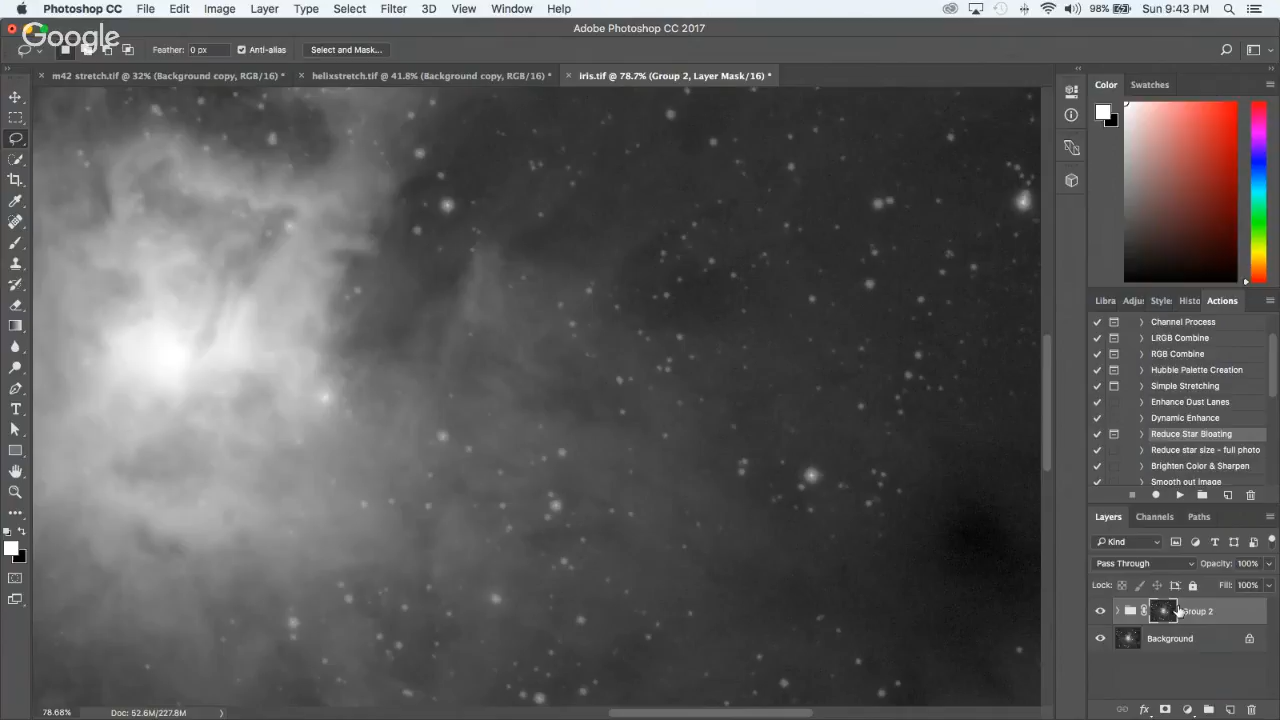 Photoshop CC File Edit Image Layer Type Select Filter 3D View Window Help 98% Sun 9:43 PM
Google
Adobe Photoshop CC 2017
Feather: 0 px Anti-alias Select and Mask...
m42 stretch.tif @ 32% (Background copy, RGB/16) * helixstretch.tif @ 41.8% (Background copy, RGB/16) * iris.tif @ 78.7% (Group 2, Layer Mask/16) *
Color Swatches
Libra Adju Style Histo Actions
Channel Process
LRGB Combine
RGB Combine
Hubble Palette Creation
Simple Stretching
Enhance Dust Lanes
Dynamic Enhance
Reduce Star Bloating
Reduce star size - full photo
Brighten Color & Sharpen
Smooth out Image
Layers Channels Paths
Kind
Pass Through Opacity: 100%
Lock: Fill: 100%
Group 2
Background
78.68% Doc: 52.6M/227.8M